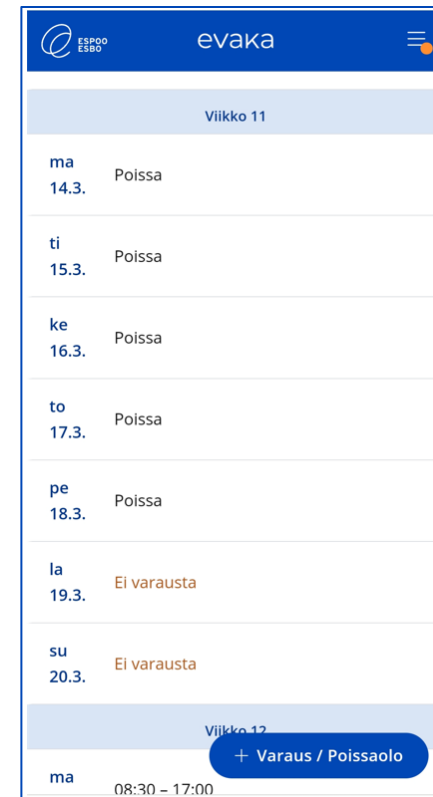 ESPOO
ESBO
evaka
Viikko 11
ma
14.3.
Poissa
ti
15.3.
Poissa
ke
16.3.
Poissa
to
17.3.
Poissa
pe
18.3.
Poissa
la
19.3.
Ei varausta
su
20.3.
Ei varausta
Viikko 12
+ Varaus / Poissaolo
ma
08:30 – 17:00